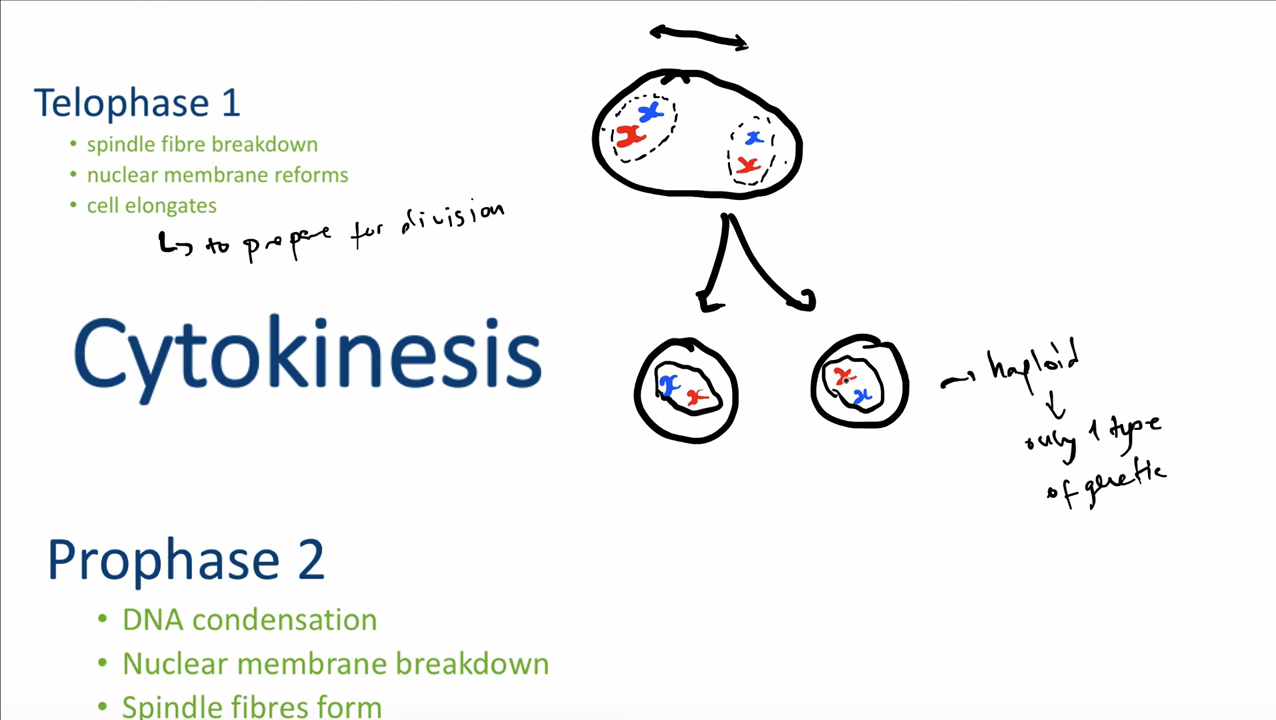 Telophase 1
• spindle fibre breakdown
• nuclear membrane reforms
• cell elongates
↳ to prepare for division
Cytokinesis
→ haploid
↓
only 1 type
of genetic
Prophase 2
• DNA condensation
• Nuclear membrane breakdown
• Spindle fibres form